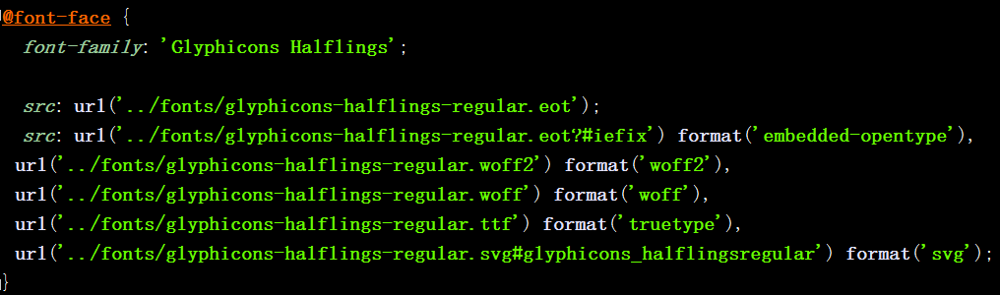 @font-face {
font-family: 'Glyphicons Halflings';
src: url('../fonts/glyphicons-halflings-regular.eot');
src: url('../fonts/glyphicons-halflings-regular.eot?#iefix') format('embedded-opentype'),
url('../fonts/glyphicons-halflings-regular.woff2') format('woff2'),
url('../fonts/glyphicons-halflings-regular.woff') format('woff'),
url('../fonts/glyphicons-halflings-regular.ttf') format('truetype'),
url('../fonts/glyphicons-halflings-regular.svg#glyphicons_halflingsregular') format('svg');
}